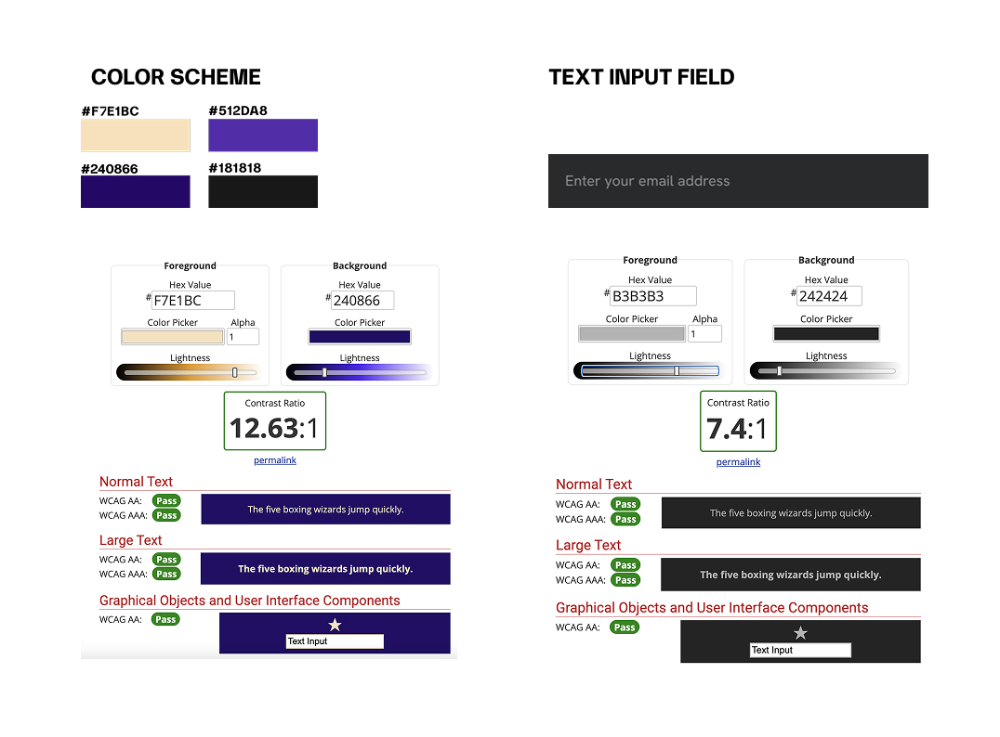 COLOR SCHEME
#F7E1BC
#512DA8
#240866
#181818
Foreground
Hex Value
# F7E1BC
Color Picker
Alpha
1
Lightness
Background
Hex Value
# 240866
Color Picker
Lightness
Contrast Ratio
12.63:1
permalink
Normal Text
WCAG AA: Pass
WCAG AAA: Pass
The five boxing wizards jump quickly.
Large Text
WCAG AA: Pass
WCAG AAA: Pass
The five boxing wizards jump quickly.
Graphical Objects and User Interface Components
WCAG AA: Pass
Text Input
TEXT INPUT FIELD
Enter your email address
Foreground
Hex Value
# B3B3B3
Color Picker
Alpha
1
Lightness
Background
Hex Value
# 242424
Color Picker
Lightness
Contrast Ratio
7.4:1
permalink
Normal Text
WCAG AA: Pass
WCAG AAA: Pass
The five boxing wizards jump quickly.
Large Text
WCAG AA: Pass
WCAG AAA: Pass
The five boxing wizards jump quickly.
Graphical Objects and User Interface Components
WCAG AA: Pass
Text Input